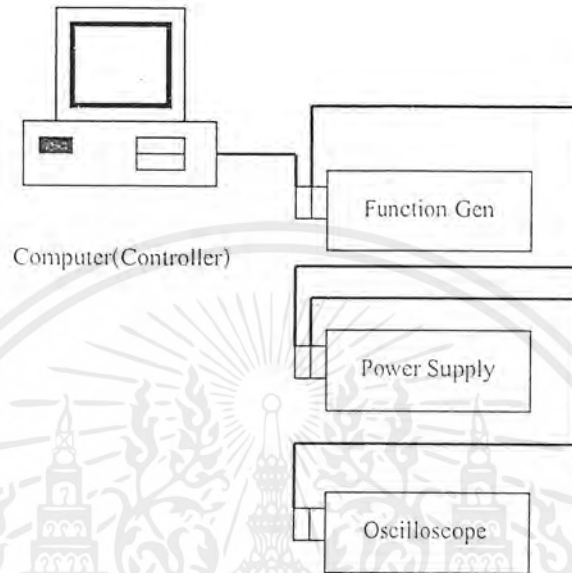 Function Gen
Computer(Controller)
Power Supply
Oscilloscope